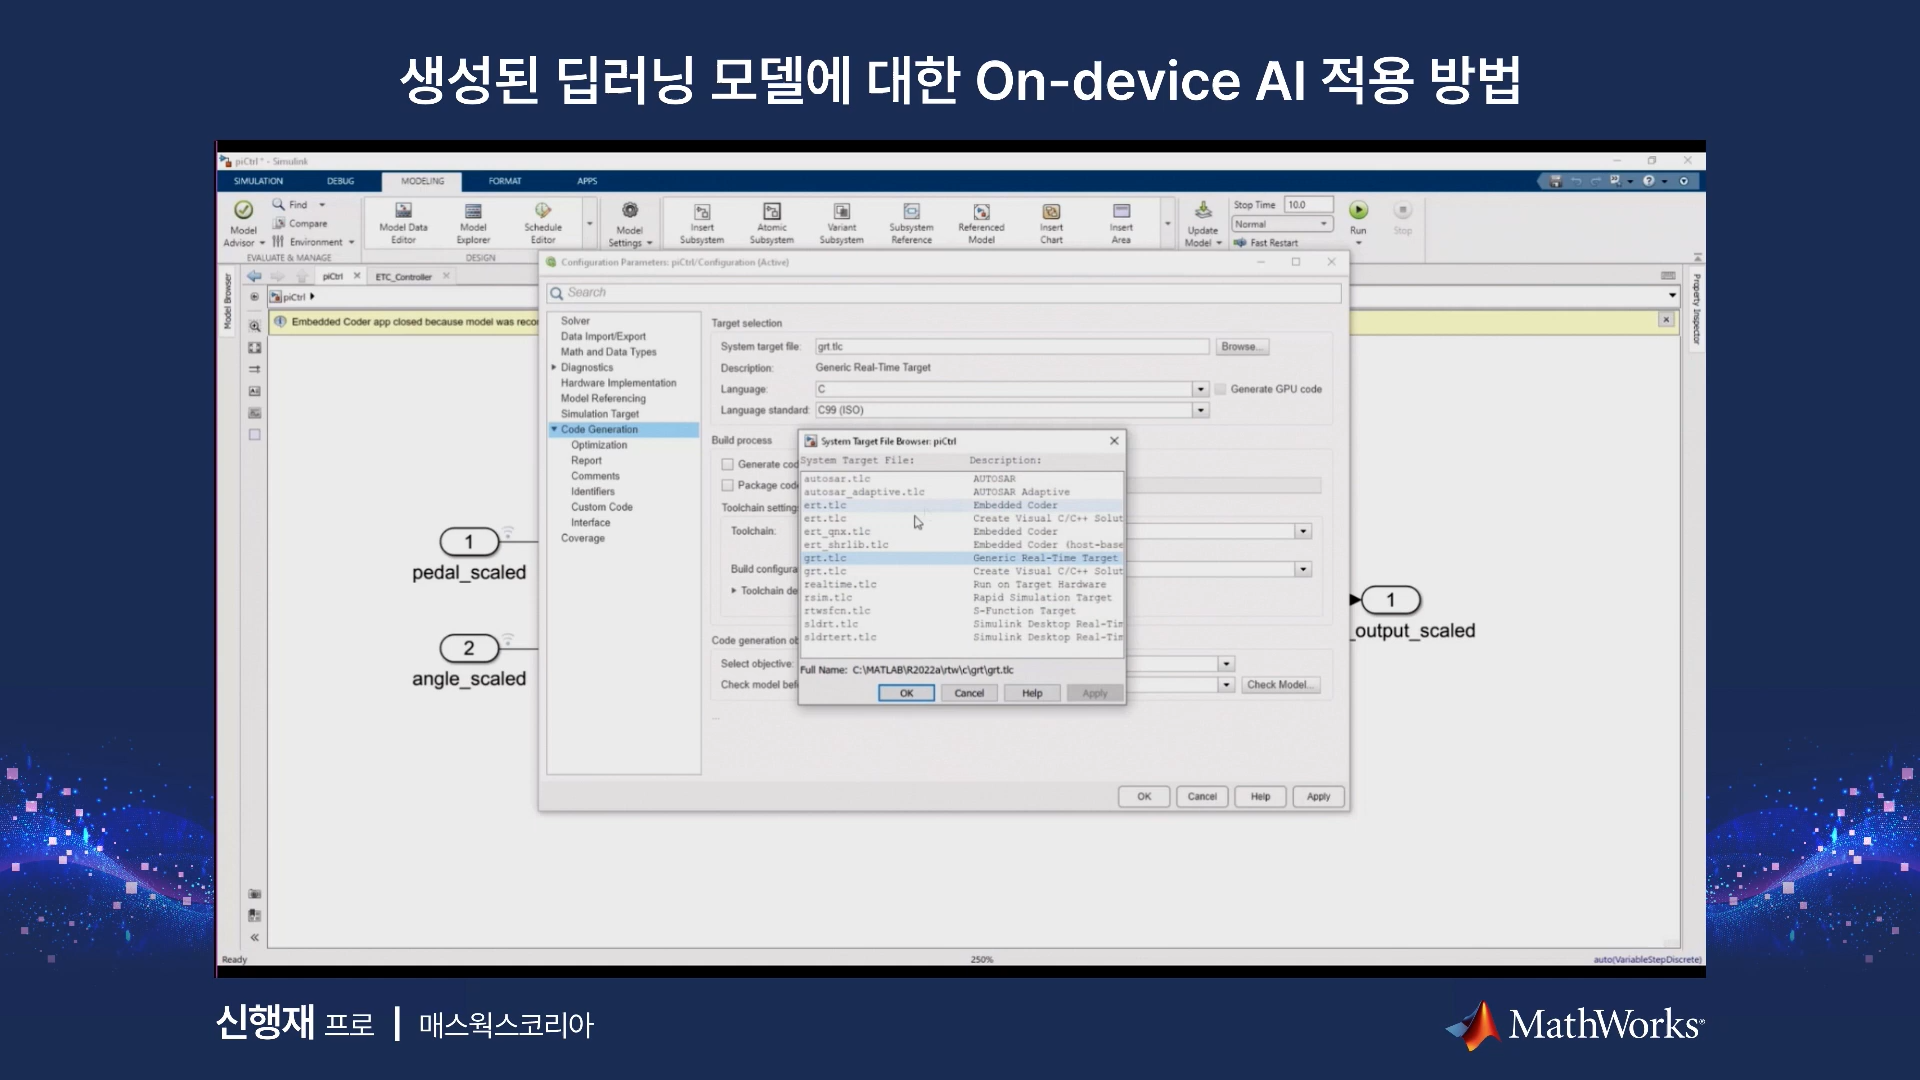 생성된 딥러닝 모델에 대한 On-device AI 적용 방법
piCtrl * - Simulink
SIMULATION DEBUG MODELING FORMAT APPS
Model Advisor
Find
Compare
Environment
Model Data Editor
Model Explorer
Schedule Editor
Model Settings
Insert Subsystem
Atomic Subsystem
Variant Subsystem
Subsystem Reference
Referenced Model
Insert Chart
Insert Area
Update Model
Stop Time 10.0
Normal
Fast Restart
Run
Stop
EVALUATE & MANAGE
DESIGN
Model Browser
piCtrl
ETC_Controller
piCtrl
Property Inspector
Embedded Coder app closed because model was reco
Configuration Parameters: piCtrl/Configuration (Active)
Search
Solver
Data Import/Export
Math and Data Types
Diagnostics
Hardware Implementation
Model Referencing
Simulation Target
Code Generation
Optimization
Report
Comments
Identifiers
Custom Code
Interface
Coverage
Target selection
System target file: grt.tlc Browse...
Description: Generic Real-Time Target
Language: C Generate GPU code
Language standard: C99 (ISO)
Build process
Generate cod
Package code
Toolchain setting
Toolchain:
Build configura
Toolchain de
Code generation ob
Select objective:
Check model bef
Check Model...
System Target File Browser: piCtrl
System Target File: Description:
autosar.tlc AUTOSAR
autosar_adaptive.tlc AUTOSAR Adaptive
ert.tlc Embedded Coder
ert.tlc Create Visual C/C++ Solut
ert_qnx.tlc Embedded Coder
ert_shrlib.tlc Embedded Coder (host-base
grt.tlc Generic Real-Time Target
grt.tlc Create Visual C/C++ Solut
realtime.tlc Run on Target Hardware
rsim.tlc Rapid Simulation Target
rtwsfcn.tlc S-Function Target
sldrt.tlc Simulink Desktop Real-Tim
sldrtert.tlc Simulink Desktop Real-Tim
Full Name: C:\MATLAB\R2022a\rtw\c\grt\grt.tlc
OK Cancel Help Apply
OK Cancel Help Apply
1
pedal_scaled
2
angle_scaled
1
_output_scaled
Ready 250% auto(VariableStepDiscrete)
신행재 프로 | 매스웍스코리아
MathWorks®